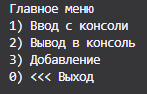 Главное меню
1) Ввод с консоли
2) Вывод в консоль
3) Добавление
0) <<< Выход